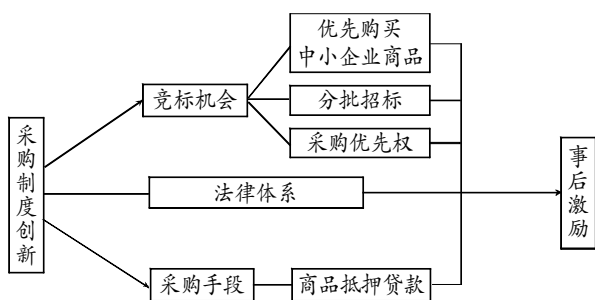 采购制度创新
竞标机会
优先购买
中小企业商品
分批招标
采购优先权
法律体系
采购手段
商品抵押贷款
事后激励